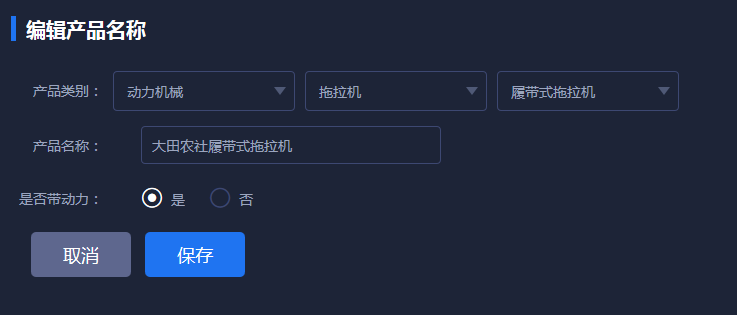 编辑产品名称
产品类别： 动力机械 拖拉机 履带式拖拉机
产品名称： 大田农社履带式拖拉机
是否带动力： 是 否
取消 保存